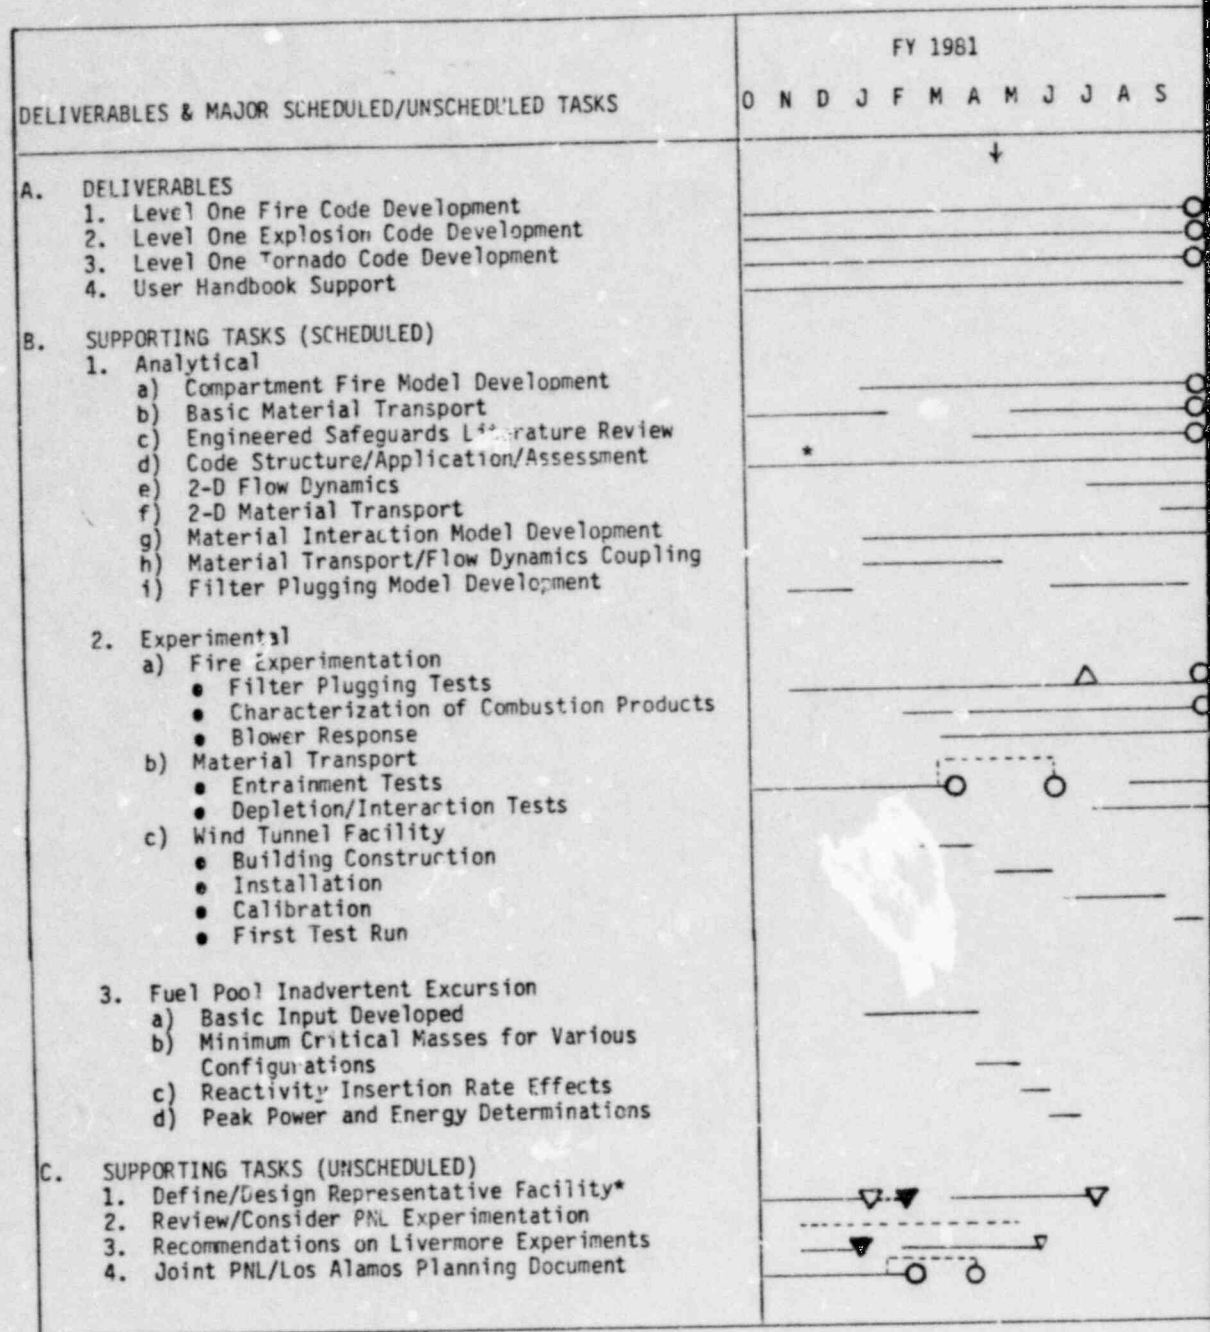 FY 1981
DELIVERABLES & MAJOR SCHEDULED/UNSCHEDULED TASKS
O N D J F M A M J J A S
A. DELIVERABLES
1. Level One Fire Code Development
2. Level One Explosion Code Development
3. Level One Tornado Code Development
4. User Handbook Support
B. SUPPORTING TASKS (SCHEDULED)
1. Analytical
a) Compartment Fire Model Development
b) Basic Material Transport
c) Engineered Safeguards Literature Review
d) Code Structure/Application/Assessment *
e) 2-D Flow Dynamics
f) 2-D Material Transport
g) Material Interaction Model Development
h) Material Transport/Flow Dynamics Coupling
i) Filter Plugging Model Development
2. Experimental
a) Fire Experimentation
● Filter Plugging Tests
● Characterization of Combustion Products
● Blower Response
b) Material Transport
● Entrainment Tests
● Depletion/Interaction Tests
c) Wind Tunnel Facility
● Building Construction
● Installation
● Calibration
● First Test Run
3. Fuel Pool Inadvertent Excursion
a) Basic Input Developed
b) Minimum Critical Masses for Various
Configurations
c) Reactivity Insertion Rate Effects
d) Peak Power and Energy Determinations
C. SUPPORTING TASKS (UNSCHEDULED)
1. Define/Design Representative Facility*
2. Review/Consider PNL Experimentation
3. Recommendations on Livermore Experiments
4. Joint PNL/Los Alamos Planning Document